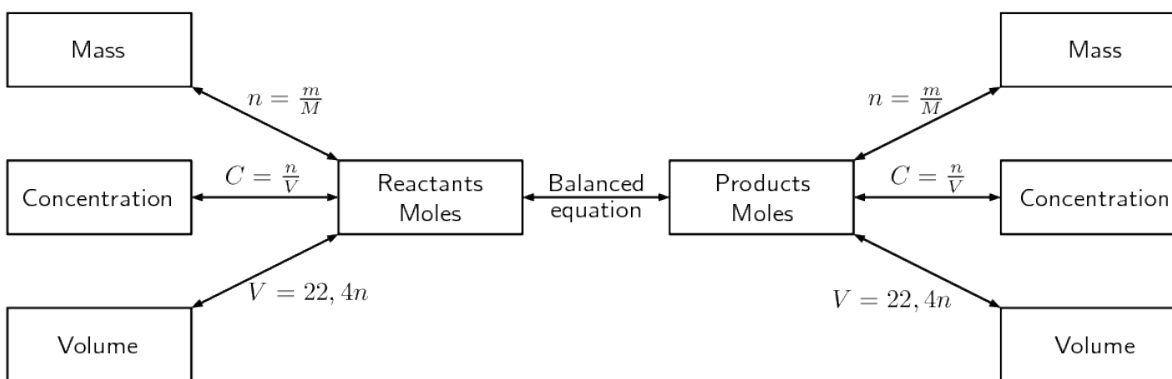 Mass
Mass
n = m/M
n = m/M
C = n/V
Reactants
Moles
Balanced
equation
Products
Moles
C = n/V
Concentration
Concentration
V = 22, 4n
V = 22, 4n
Volume
Volume